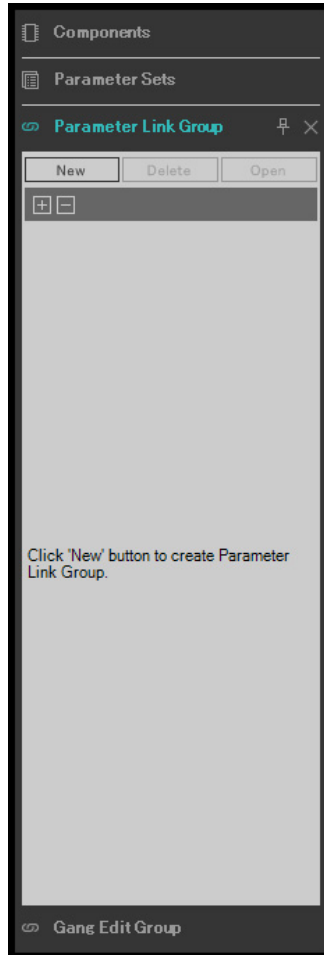 Components
Parameter Sets
Parameter Link Group
New Delete Open
Click 'New' button to create Parameter
Link Group.
Gang Edit Group